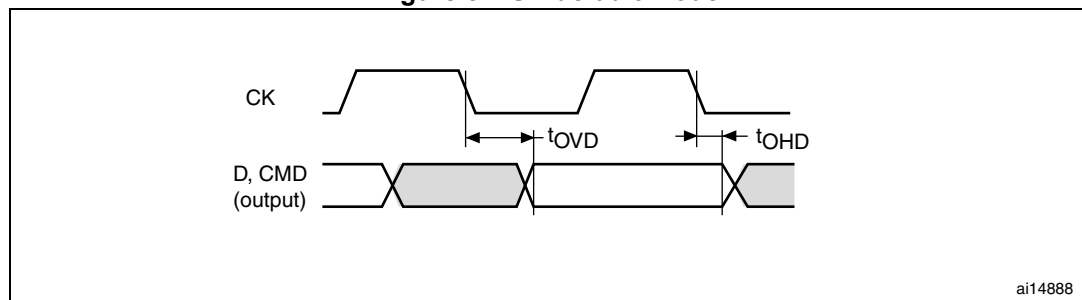 CK
tOVD
tOHD
D, CMD
(output)
ai14888